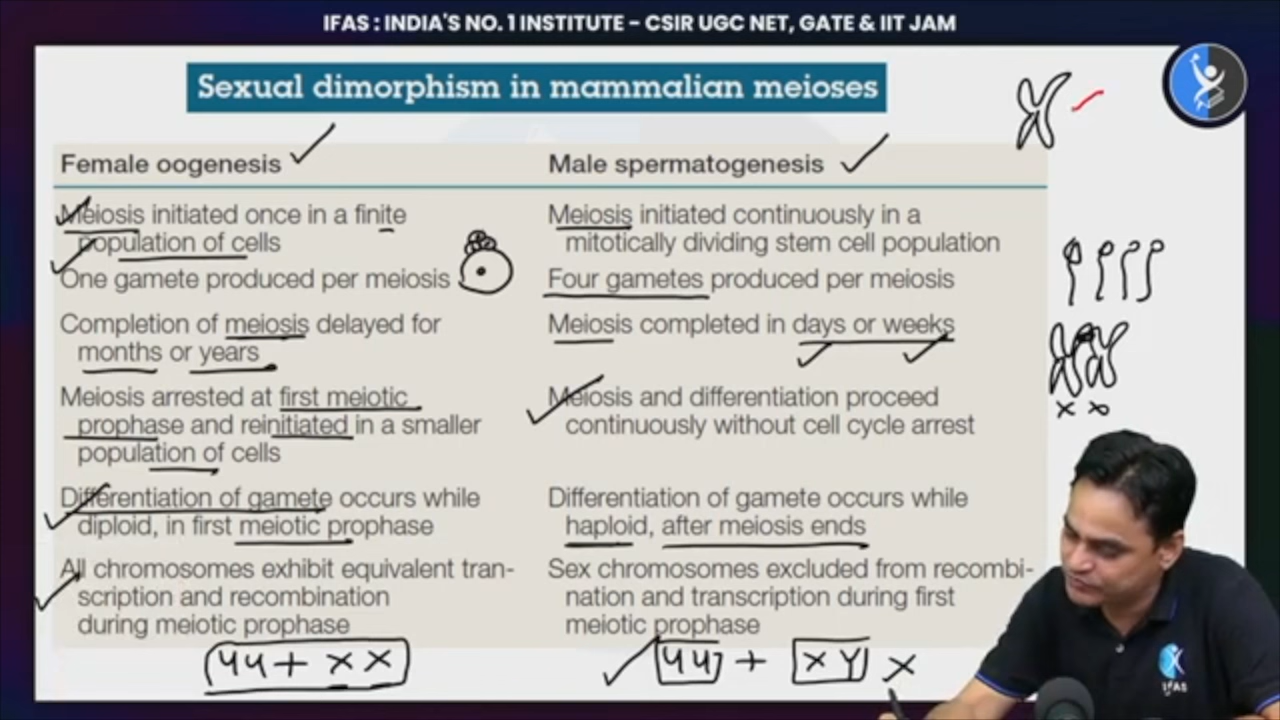 IFAS : INDIA'S NO. 1 INSTITUTE - CSIR UGC NET, GATE & IIT JAM
Sexual dimorphism in mammalian meioses
Female oogenesis
Male spermatogenesis
Meiosis initiated once in a finite
population of cells
Meiosis initiated continuously in a
mitotically dividing stem cell population
One gamete produced per meiosis
Four gametes produced per meiosis
Completion of meiosis delayed for
months or years
Meiosis completed in days or weeks
Meiosis arrested at first meiotic
prophase and reinitiated in a smaller
population of cells
Meiosis and differentiation proceed
continuously without cell cycle arrest
Differentiation of gamete occurs while
diploid, in first meiotic prophase
Differentiation of gamete occurs while
haploid, after meiosis ends
All chromosomes exhibit equivalent tran-
scription and recombination
during meiotic prophase
Sex chromosomes excluded from recombi-
nation and transcription during first
meiotic prophase
44 + XX
44 + XY X
IFAS